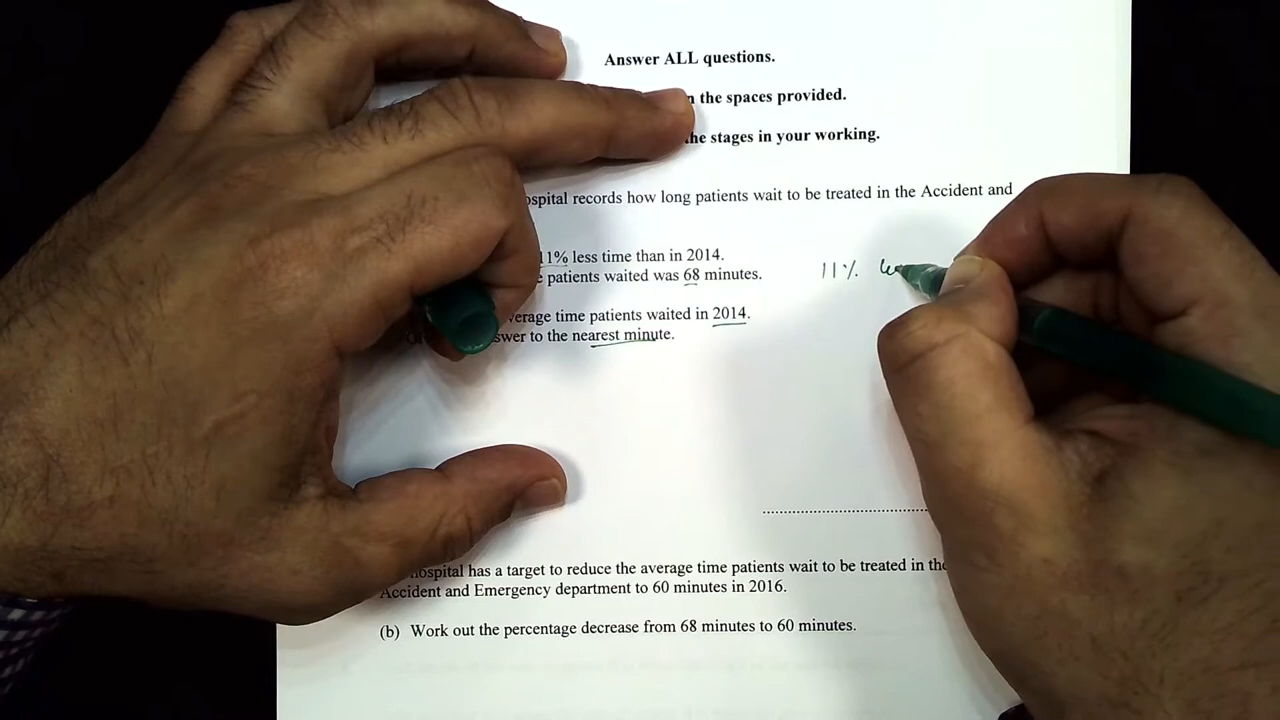 Answer ALL questions.
the spaces provided.
the stages in your working.
ospital records how long patients wait to be treated in the Accident and
11% less time than in 2014.
patients waited was 68 minutes. 11%
verage time patients waited in 2014.
swer to the nearest minute.
hospital has a target to reduce the average time patients wait to be treated in the
Accident and Emergency department to 60 minutes in 2016.
(b) Work out the percentage decrease from 68 minutes to 60 minutes.